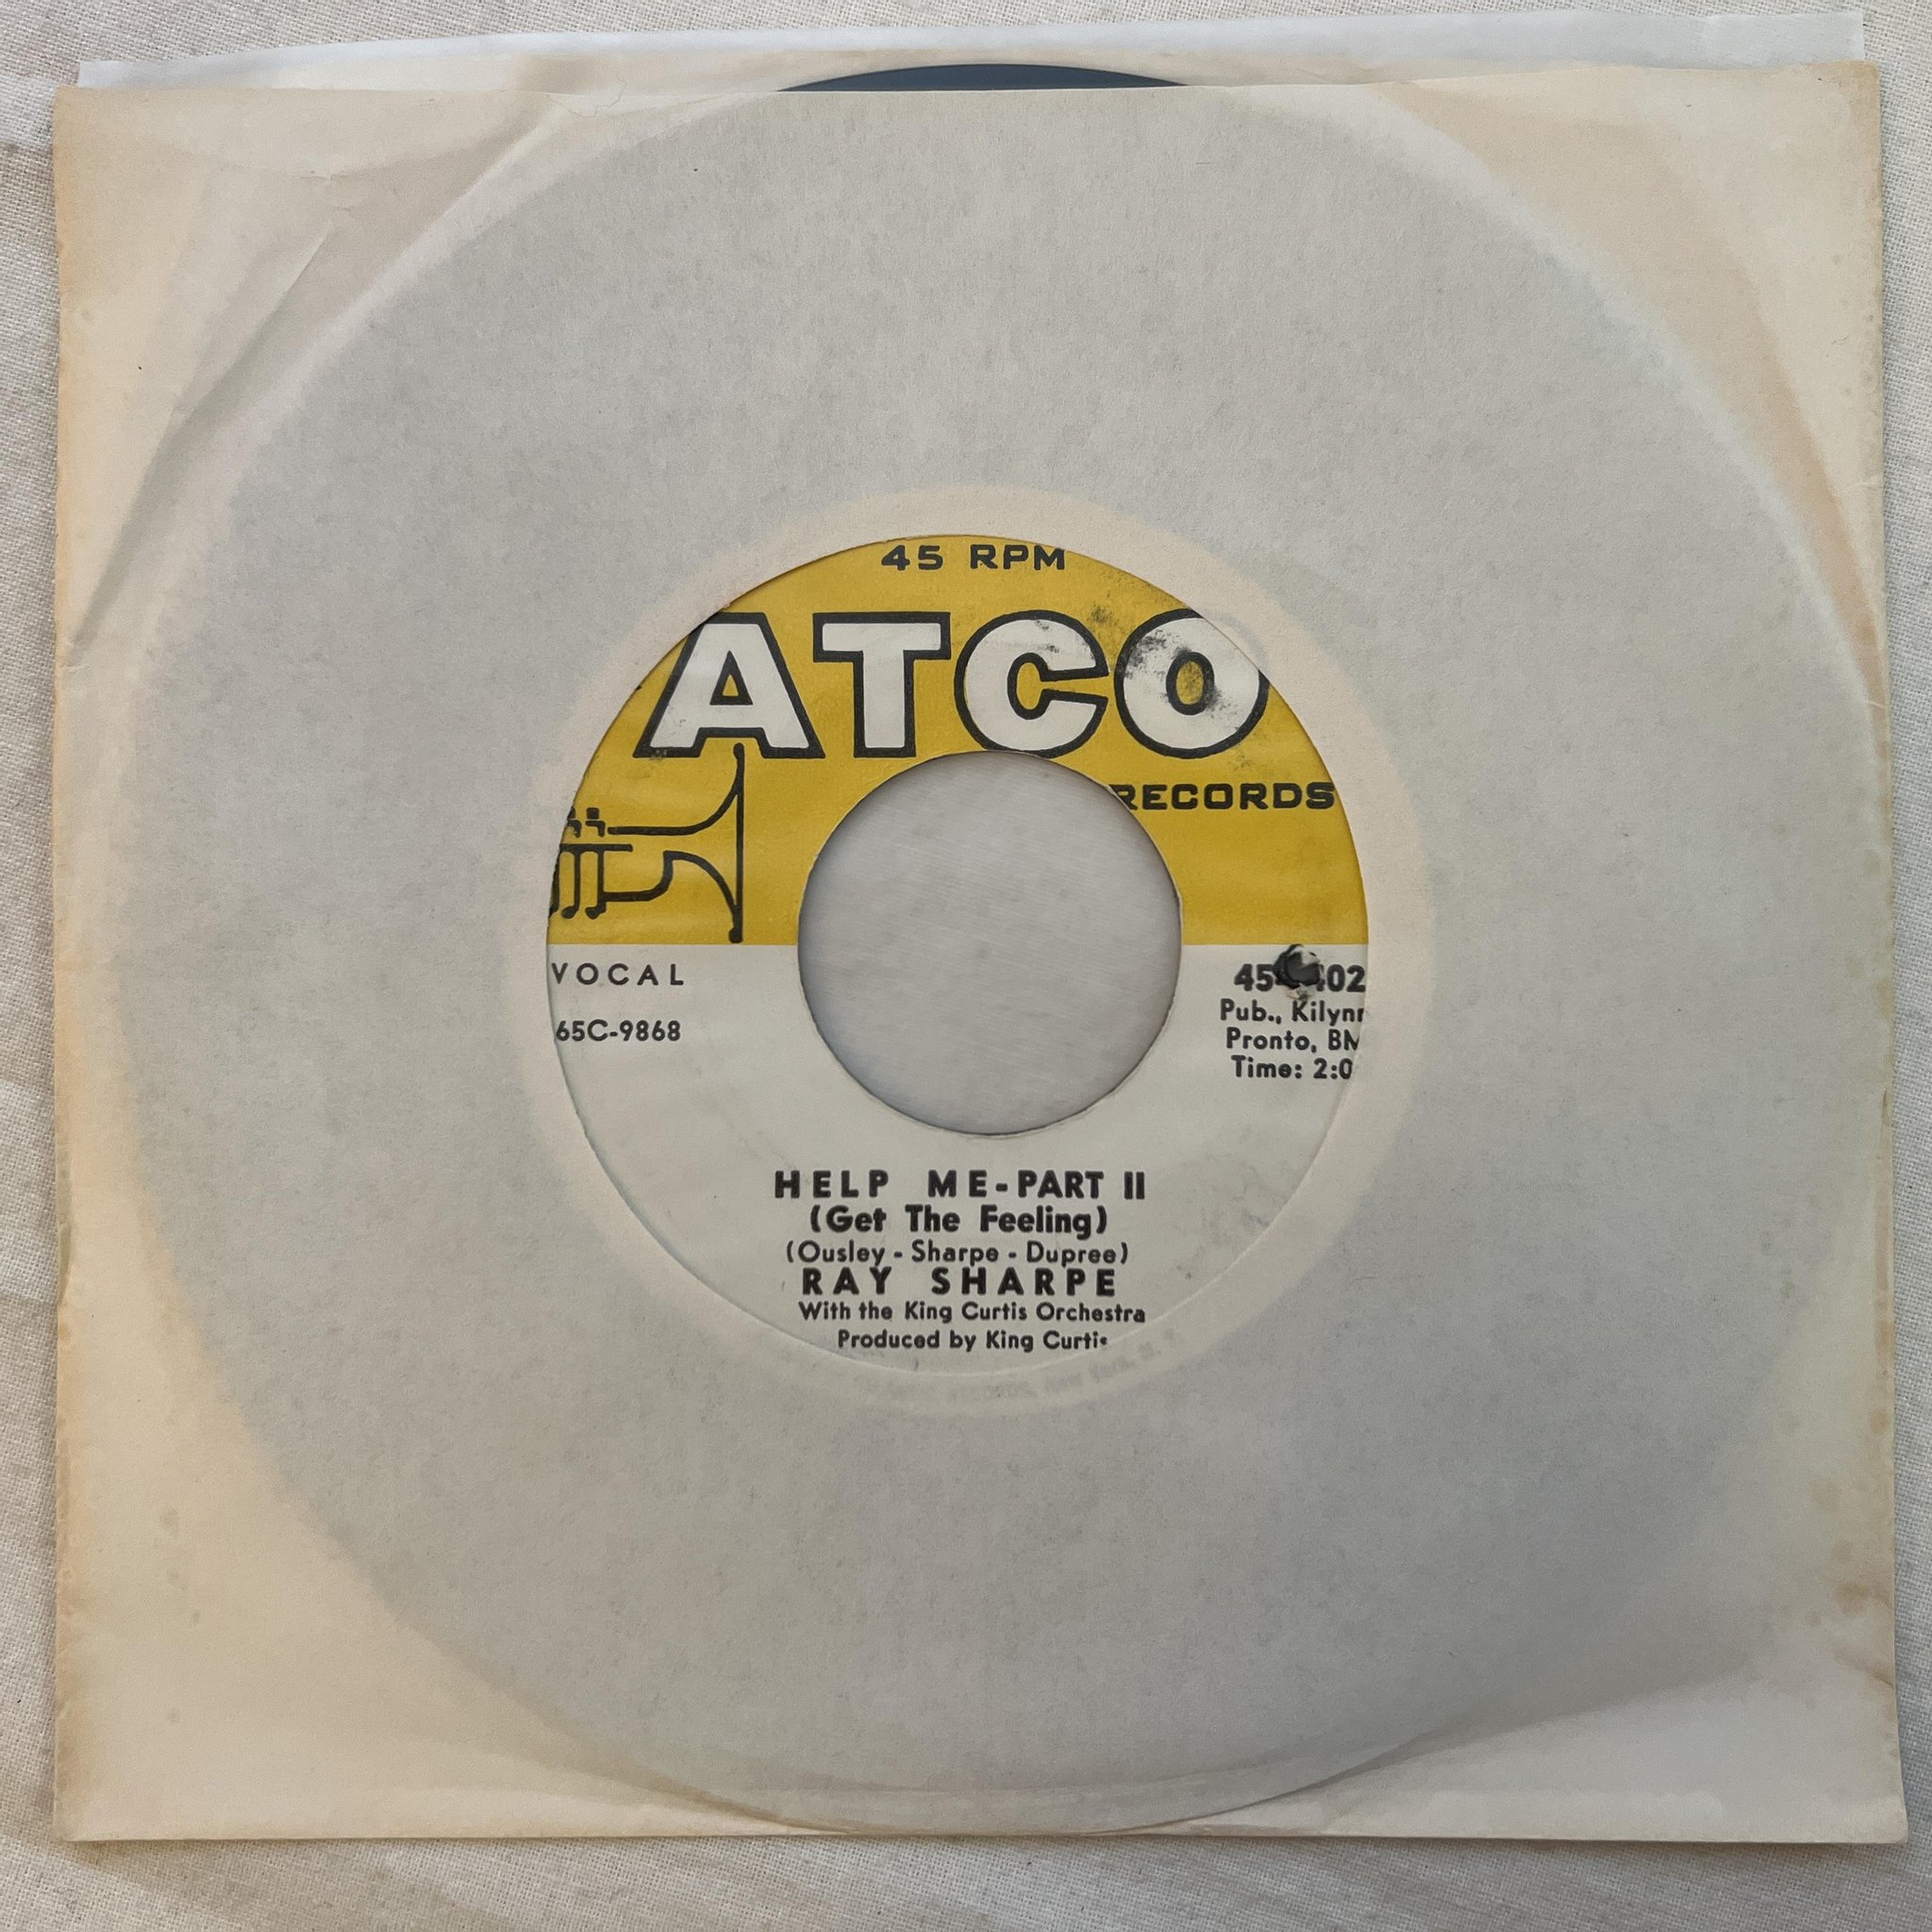 45 RPM
ATCO
RECORDS
VOCAL
65C-9868
Pub., Kilynn
Pronto, BM
Time: 2:0
HELP ME-PART II
(Get The Feeling)
(Ousley - Sharpe - Dupree)
RAY SHARPE
With the King Curtis Orchestra
Produced by King Curtis